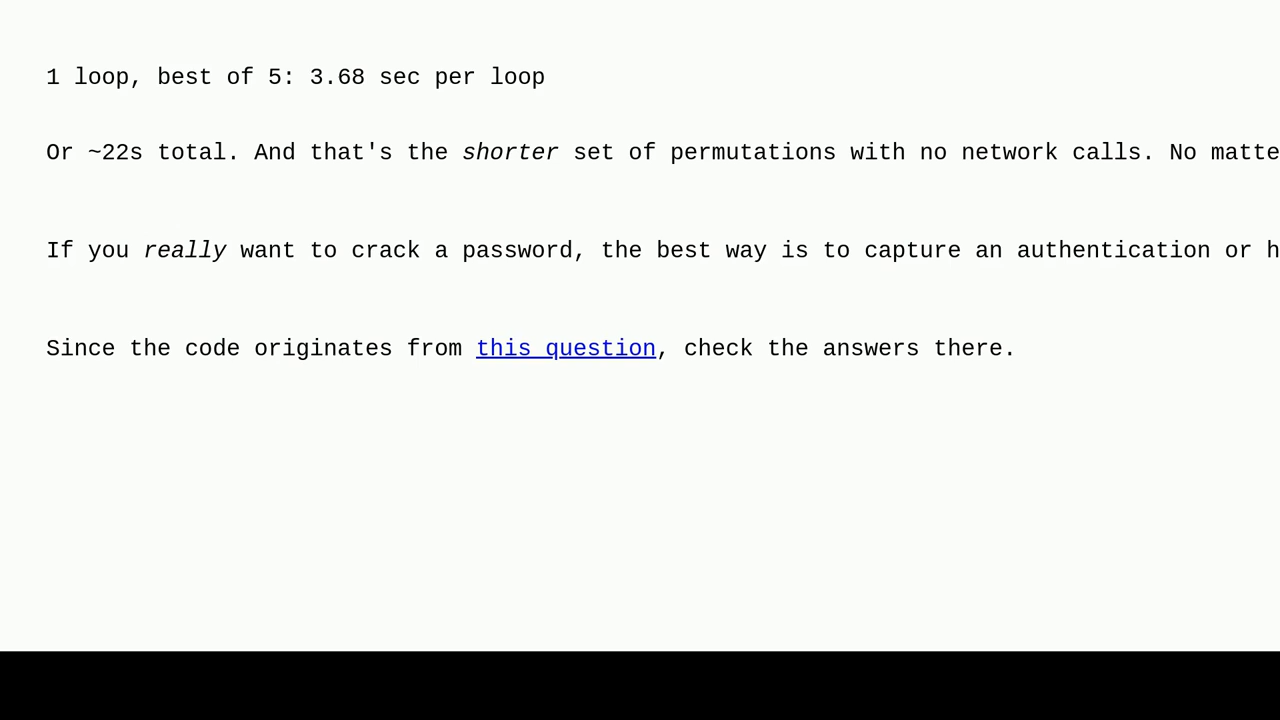 1 loop, best of 5: 3.68 sec per loop
Or ~22s total. And that's the shorter set of permutations with no network calls. No matte
If you really want to crack a password, the best way is to capture an authentication or h
Since the code originates from this question, check the answers there.